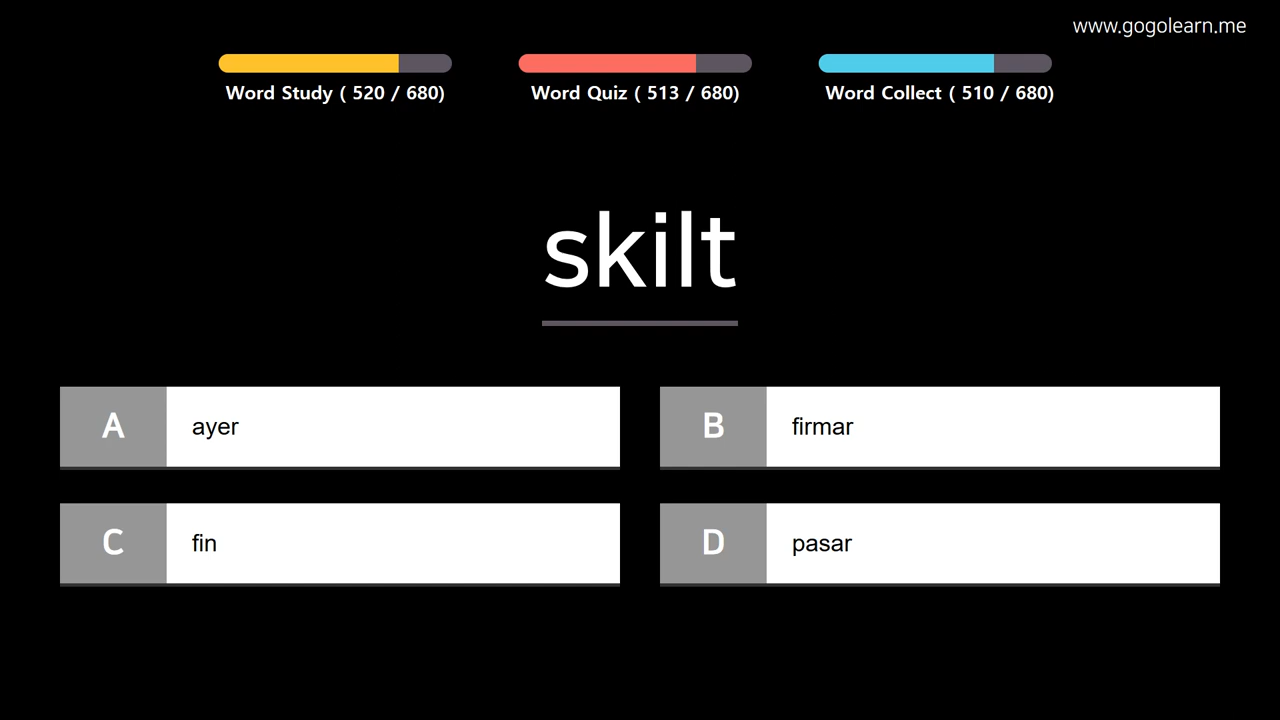 www.gogolearn.me
Word Study ( 520 / 680)
Word Quiz ( 513 / 680)
Word Collect ( 510 / 680)
skilt
A ayer
B firmar
C fin
D pasar